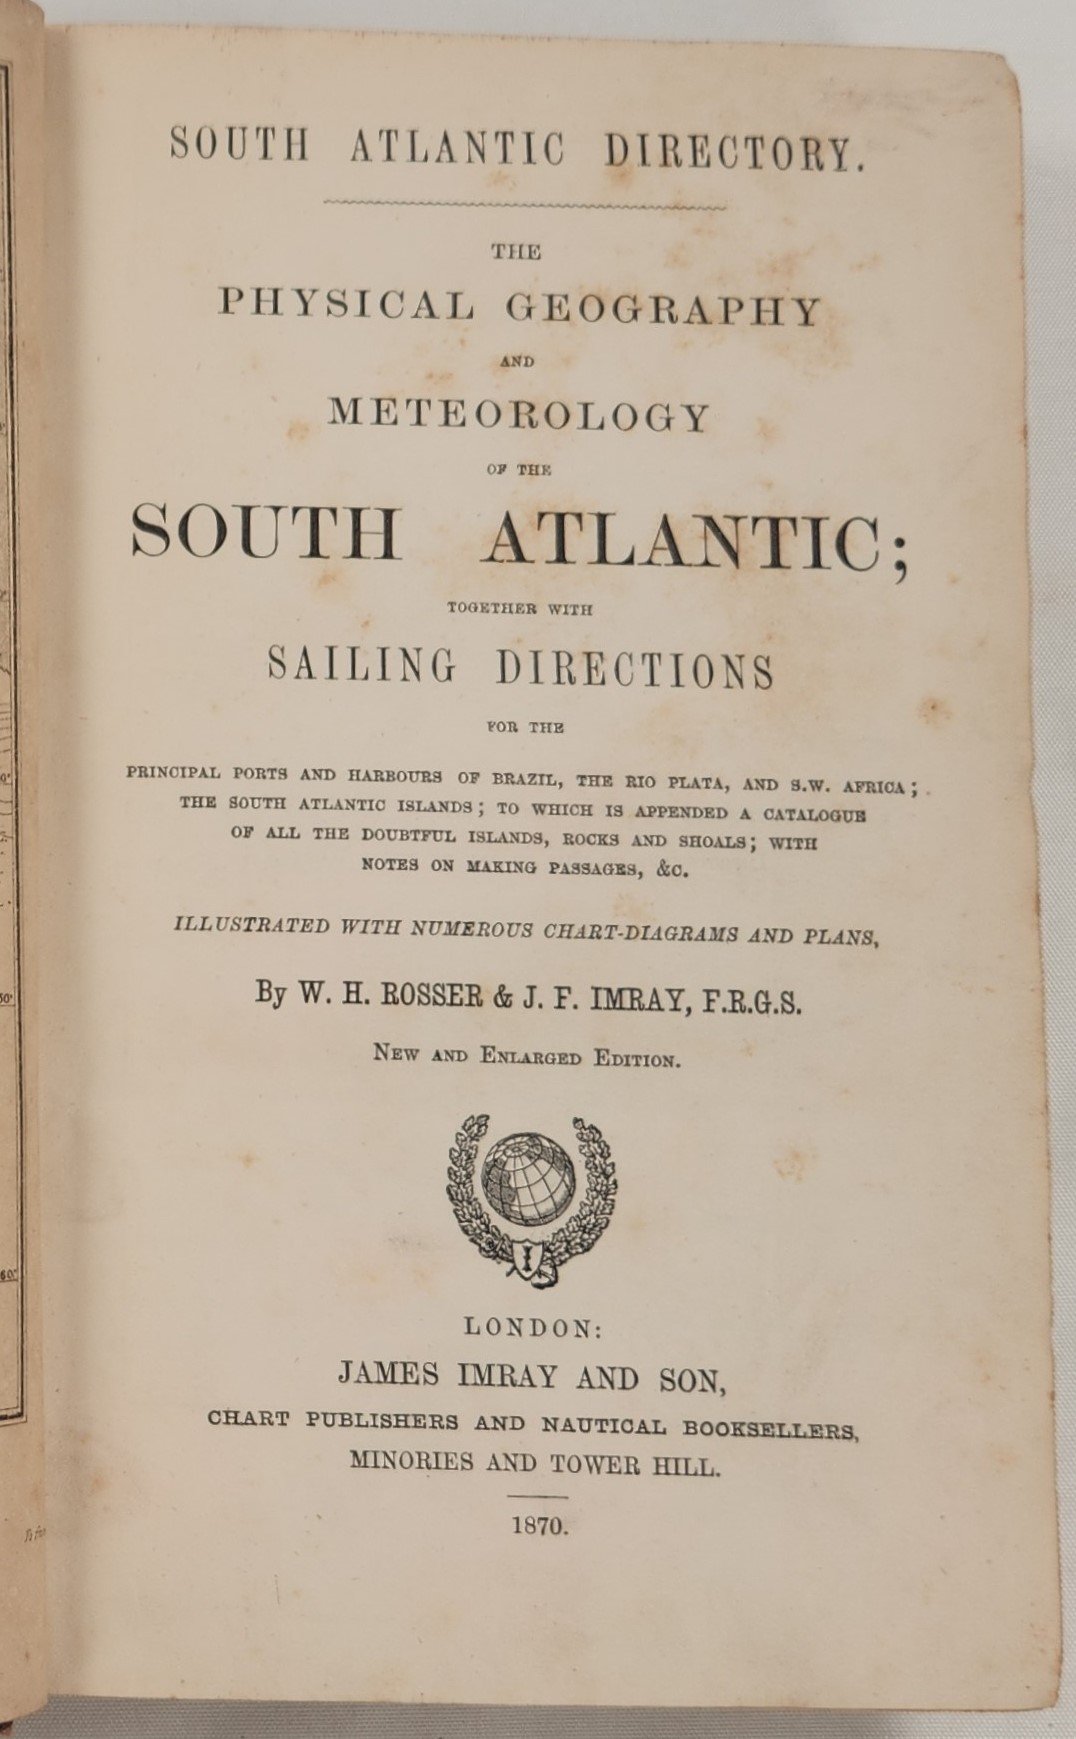 SOUTH ATLANTIC DIRECTORY.
THE
PHYSICAL GEOGRAPHY
AND
METEOROLOGY
OF THE
SOUTH ATLANTIC;
TOGETHER WITH
SAILING DIRECTIONS
FOR THE
PRINCIPAL PORTS AND HARBOURS OF BRAZIL, THE RIO PLATA, AND S.W. AFRICA;
THE SOUTH ATLANTIC ISLANDS; TO WHICH IS APPENDED A CATALOGUE
OF ALL THE DOUBTFUL ISLANDS, ROCKS AND SHOALS; WITH
NOTES ON MAKING PASSAGES, &C.
ILLUSTRATED WITH NUMEROUS CHART-DIAGRAMS AND PLANS,
By W. H. ROSSER & J. F. IMRAY, F.R.G.S.
NEW AND ENLARGED EDITION.
I
LONDON:
JAMES IMRAY AND SON,
CHART PUBLISHERS AND NAUTICAL BOOKSELLERS,
MINORIES AND TOWER HILL.
1870.